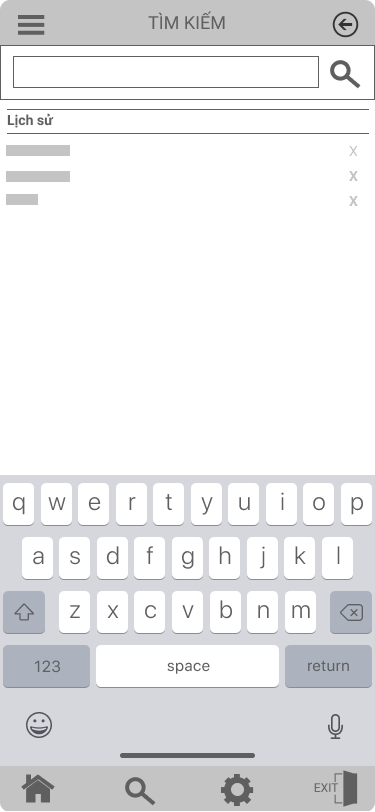 TÌM KIẾM
Lịch sử
X
X
X
q w e r t y u i o p
a s d f g h j k l
z x c v b n m
123 space return
EXIT